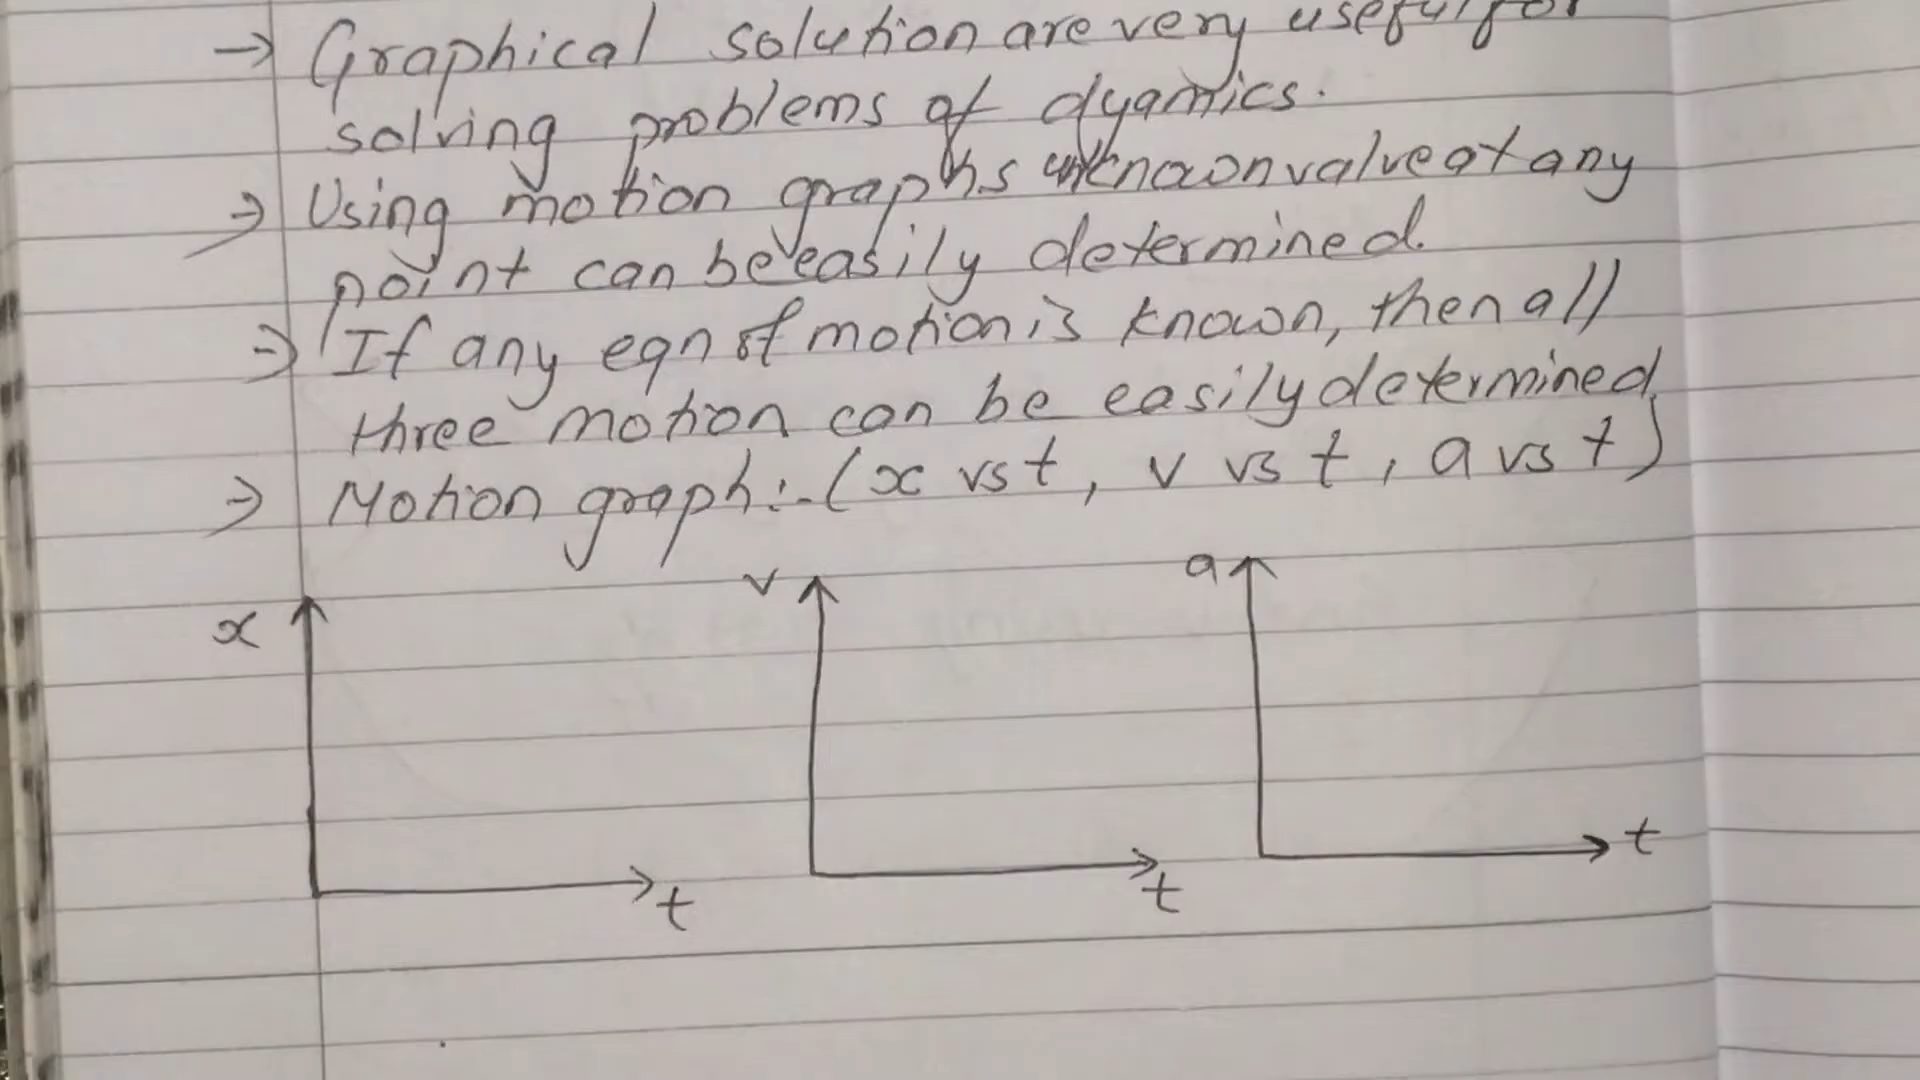 → Graphical solution are very useful for
solving problems of dyamics.
⇒ Using motion graphs unknown value at any
point can be easily determined.
⇒ If any eqn of motion is known, then all
three motion can be easily determined.
⇒ Motion graph:-(x vs t, v vs t, a vs t)
x v a
t t t